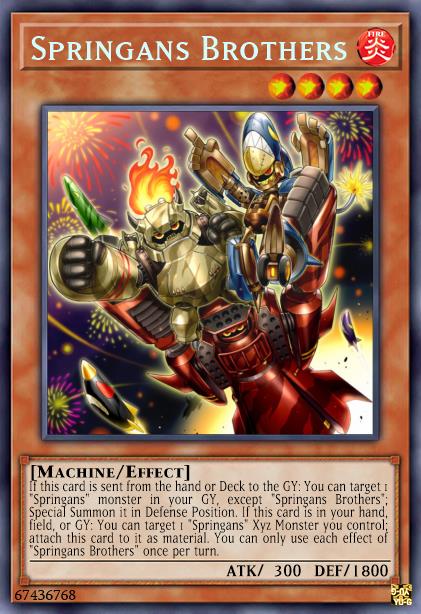 SPRINGANS BROTHERS
FIRE
炎
[MACHINE/EFFECT]
If this card is sent from the hand or Deck to the GY: You can target 1
"Springans" monster in your GY, except "Springans Brothers";
Special Summon it in Defense Position. If this card is in your hand,
field, or GY: You can target 1 "Springans" Xyz Monster you control;
attach this card to it as material. You can only use each effect of
"Springans Brothers" once per turn.
ATK/ 300 DEF/1800
67436768